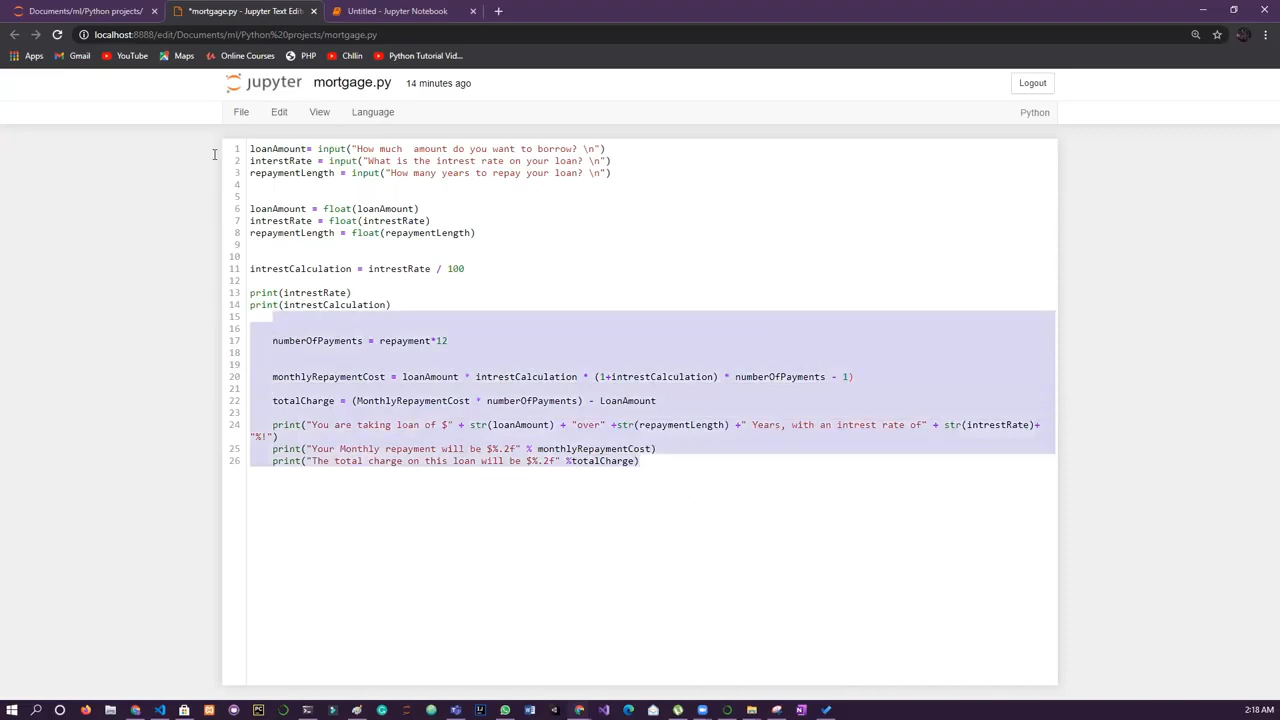 Documents/ml/Python projects/
*mortgage.py - Jupyter Text Edit
Untitled - Jupyter Notebook
localhost:8888/edit/Documents/ml/Python%20projects/mortgage.py
Apps Gmail YouTube Maps Online Courses PHP Chllin Python Tutorial Vid...
jupyter mortgage.py 14 minutes ago Logout
File Edit View Language Python
1 loanAmount= input("How much  amount do you want to borrow? \n")
2 interstRate = input("What is the intrest rate on your loan? \n")
3 repaymentLength = input("How many years to repay your loan? \n")
4
5
6 loanAmount = float(loanAmount)
7 intrestRate = float(intrestRate)
8 repaymentLength = float(repaymentLength)
9
10
11 intrestCalculation = intrestRate / 100
12
13 print(intrestRate)
14 print(intrestCalculation)
15
16
17 numberOfPayments = repayment*12
18
19
20 monthlyRepaymentCost = loanAmount * intrestCalculation * (1+intrestCalculation) * numberOfPayments - 1)
21
22 totalCharge = (MonthlyRepaymentCost * numberOfPayments) - LoanAmount
23
24 print("You are taking loan of $" + str(loanAmount) + "over" +str(repaymentLength) +" Years, with an intrest rate of" + str(intrestRate)+
"%!")
25 print("Your Monthly repayment will be $%.2f" % monthlyRepaymentCost)
26 print("The total charge on this loan will be $%.2f" %totalCharge)
2:18 AM